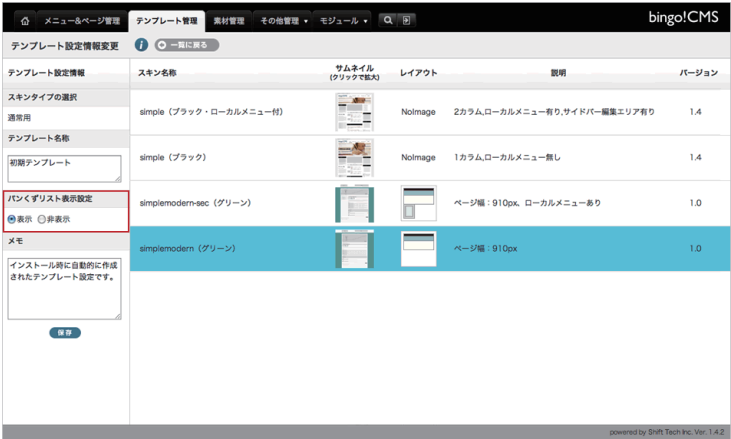 メニュー&ページ管理 テンプレート管理 素材管理 その他管理 ▼ モジュール ▼ bingo!CMS
テンプレート設定情報変更 i 一覧に戻る
テンプレート設定情報
スキンタイプの選択
通常用
テンプレート名称
初期テンプレート
パンくずリスト表示設定
表示 非表示
メモ
インストール時に自動的に作成
されたテンプレート設定です。
保存
スキン名称 サムネイル レイアウト 説明 バージョン
(クリックで拡大)
simple(ブラック・ローカルメニュー付) NoImage 2カラム,ローカルメニュー有り,サイドバー編集エリア有り 1.4
simple(ブラック) NoImage 1カラム,ローカルメニュー無し 1.4
simplemodern-sec(グリーン) ページ幅:910px、ローカルメニューあり 1.0
simplemodern(グリーン) ページ幅:910px 1.0
powered by Shift Tech Inc. Ver. 1.4.2